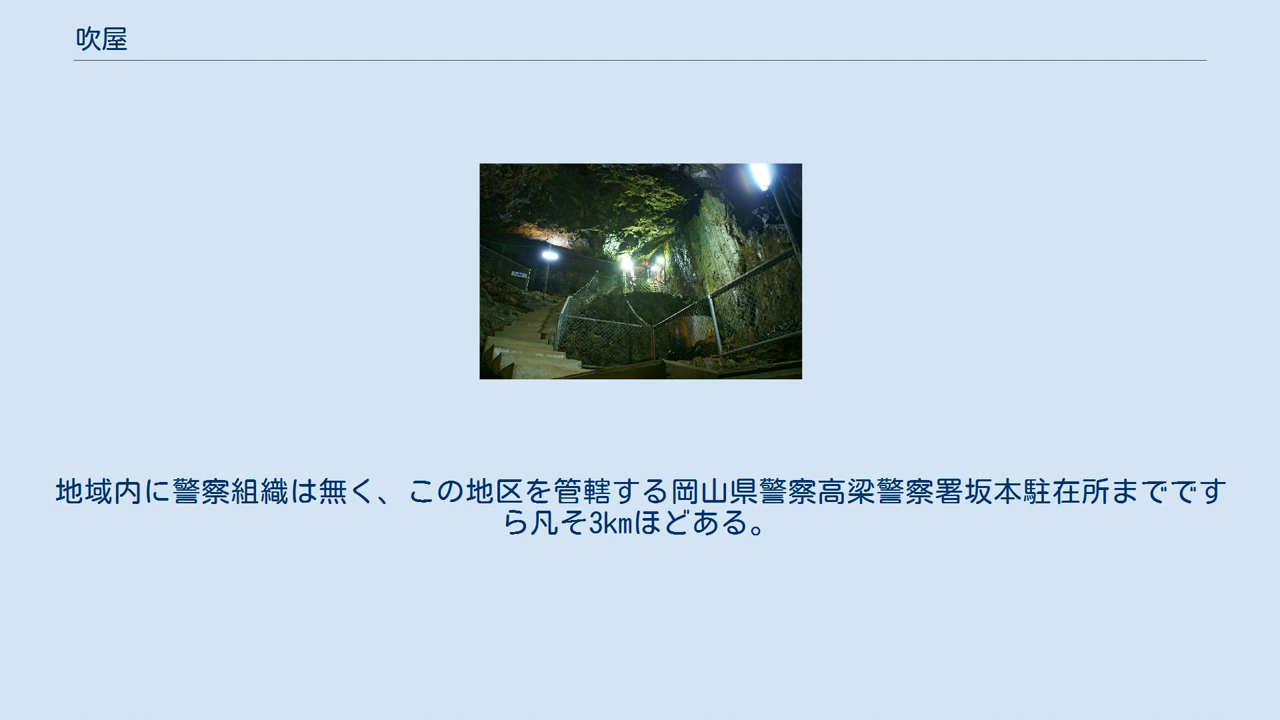 吹屋
地域内に警察組織は無く、この地区を管轄する岡山県警察高梁警察署坂本駐在所までです
ら凡そ3kmほどある。